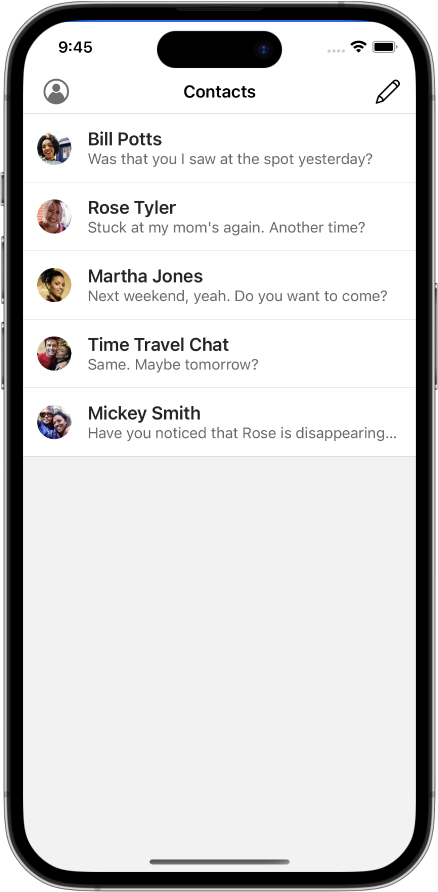 9:45
Contacts
Bill Potts
Was that you I saw at the spot yesterday?
Rose Tyler
Stuck at my mom's again. Another time?
Martha Jones
Next weekend, yeah. Do you want to come?
Time Travel Chat
Same. Maybe tomorrow?
Mickey Smith
Have you noticed that Rose is disappearing...